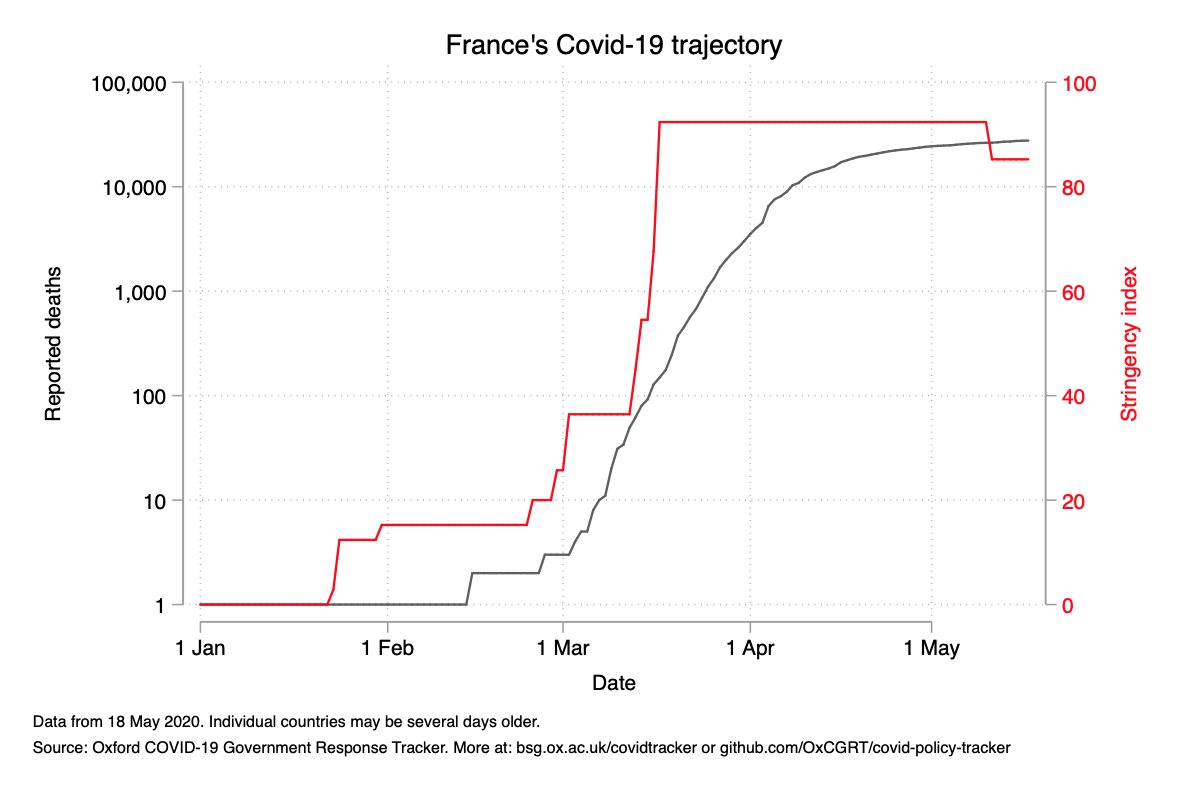 France's Covid-19 trajectory
100,000
10,000
1,000
100
10
1
Reported deaths
100
80
60
40
20
0
Stringency index
1 Jan
1 Feb
1 Mar
1 Apr
1 May
Date
Data from 18 May 2020. Individual countries may be several days older.
Source: Oxford COVID-19 Government Response Tracker. More at: bsg.ox.ac.uk/covidtracker or github.com/OxCGRT/covid-policy-tracker